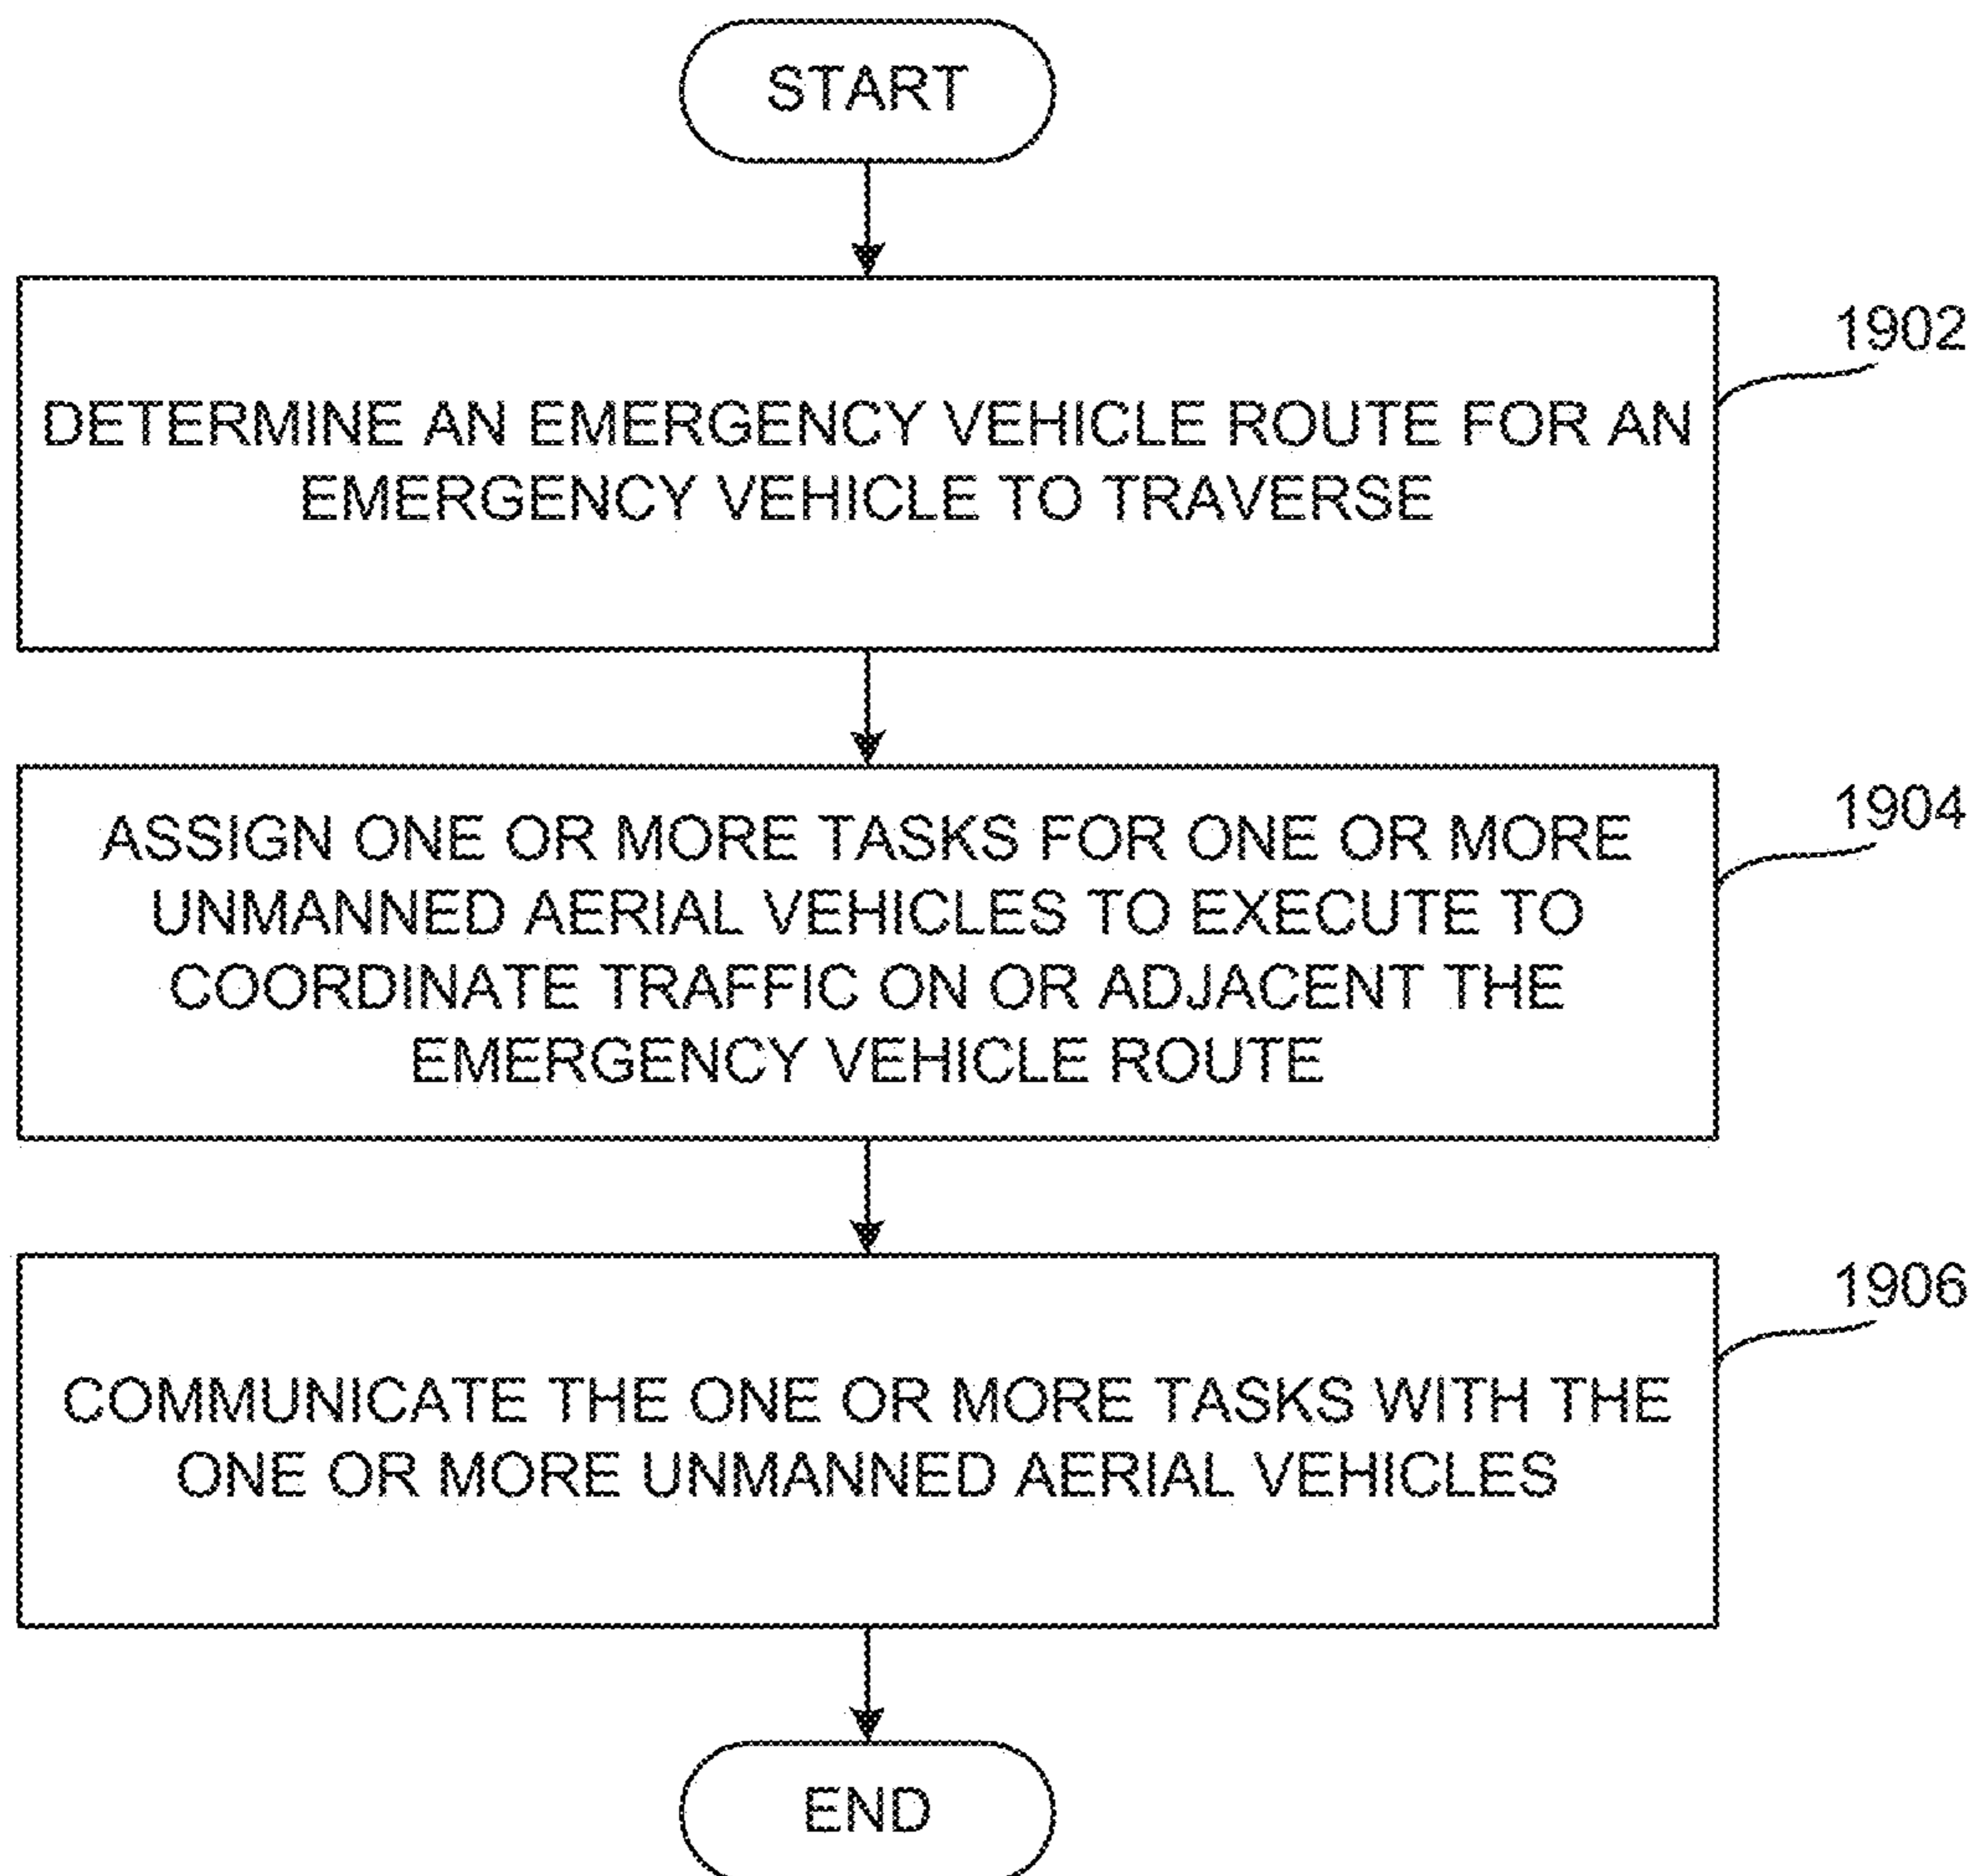 START
1902
DETERMINE AN EMERGENCY VEHICLE ROUTE FOR AN
EMERGENCY VEHICLE TO TRAVERSE
1904
ASSIGN ONE OR MORE TASKS FOR ONE OR MORE
UNMANNED AERIAL VEHICLES TO EXECUTE TO
COORDINATE TRAFFIC ON OR ADJACENT THE
EMERGENCY VEHICLE ROUTE
1906
COMMUNICATE THE ONE OR MORE TASKS WITH THE
ONE OR MORE UNMANNED AERIAL VEHICLES
END